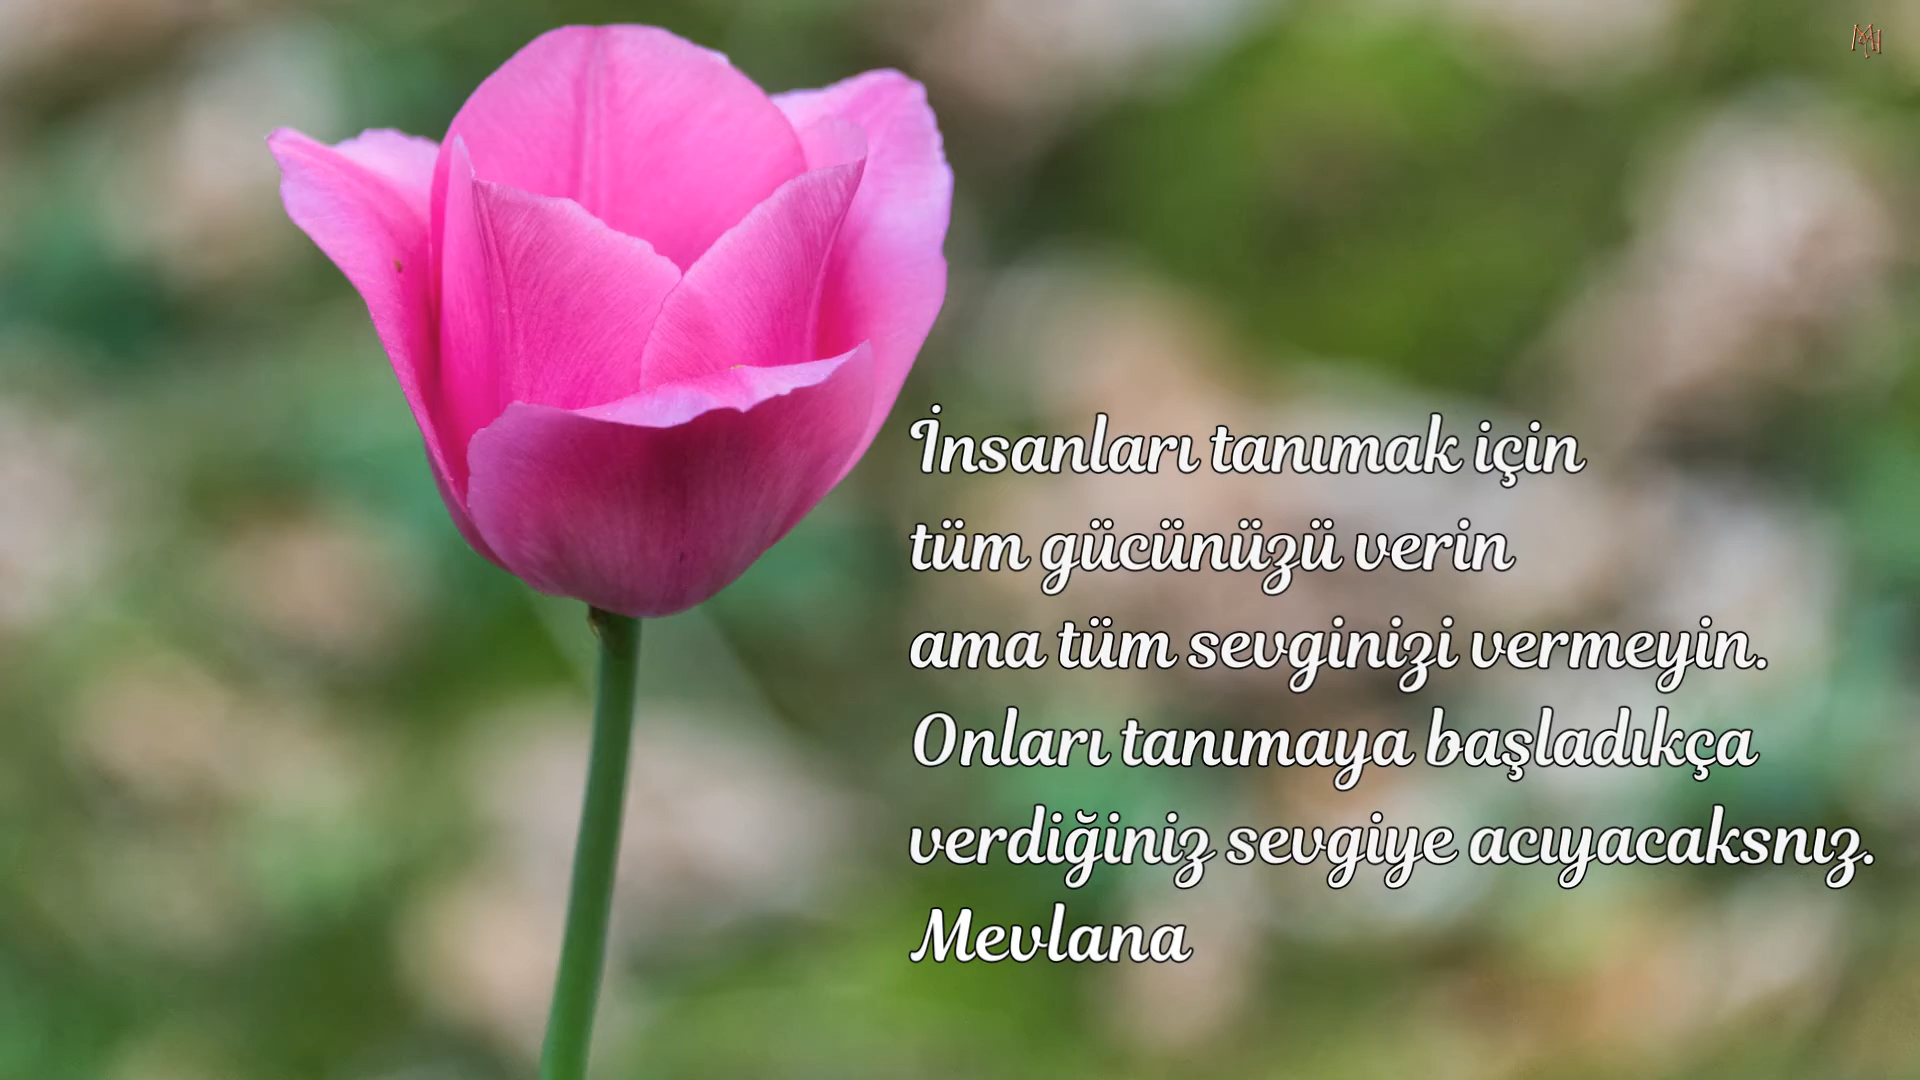 İnsanları tanımak için
tüm gücünüzü verin
ama tüm sevginizi vermeyin.
Onları tanımaya başladıkça
verdiğiniz sevgiye acıyacaksnız.
Mevlana